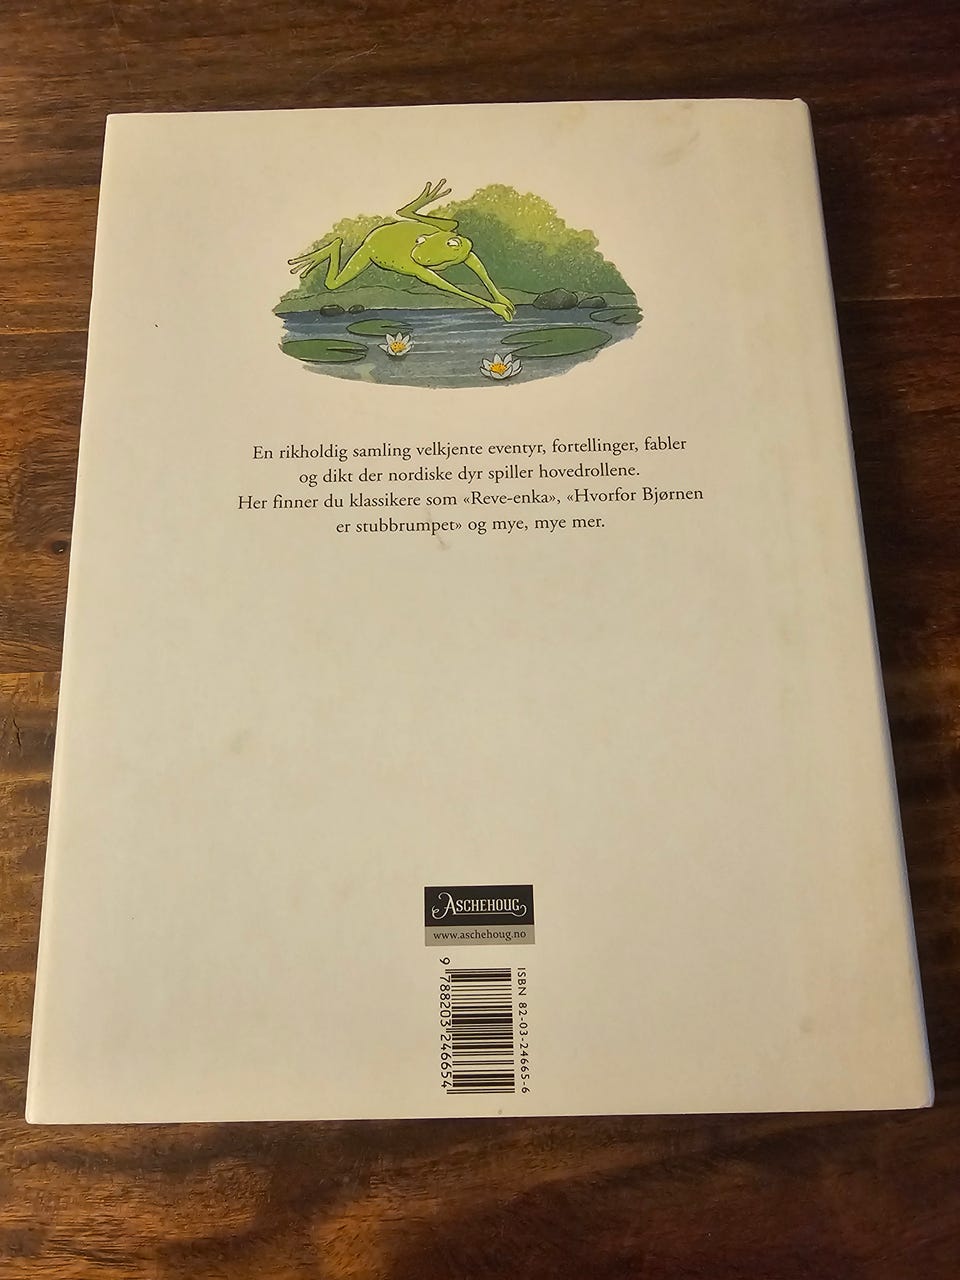 En rikholdig samling velkjente eventyr, fortellinger, fabler
og dikt der nordiske dyr spiller hovedrollene.
Her finner du klassikere som «Reve-enka», «Hvorfor Bjørnen
er stubbrumpet» og mye, mye mer.
ASCHEHOUG
www.aschehoug.no
ISBN 82-03-24665-6
9 788203 246654